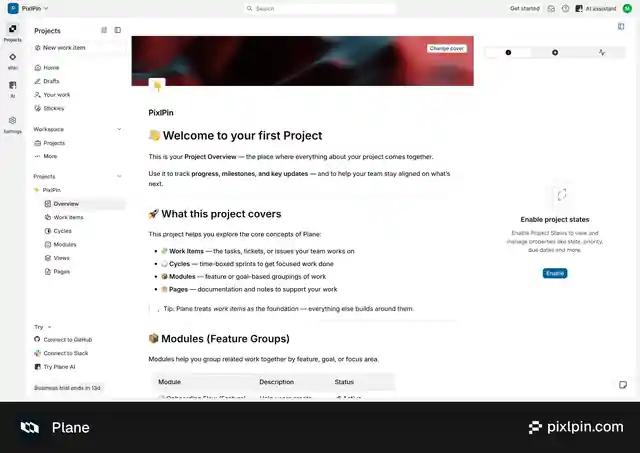 PixlPin
Search
Get started
AI assistant
M
Projects
Wiki
AI
Settings
Projects
New work item
Home
Drafts
Your work
Stickies
Workspace
Projects
More
Projects
PixlPin
Overview
Work items
Cycles
Modules
Views
Pages
Try
Connect to GitHub
Connect to Slack
Try Plane AI
Business trial ends in 13d
Change cover
PixlPin
Welcome to your first Project
This is your Project Overview — the place where everything about your project comes together.
Use it to track progress, milestones, and key updates — and to help your team stay aligned on what's
next.
What this project covers
This project helps you explore the core concepts of Plane:
• Work Items — the tasks, tickets, or issues your team works on
• Cycles — time-boxed sprints to get focused work done
• Modules — feature or goal-based groupings of work
• Pages — documentation and notes to support your work
Tip: Plane treats work items as the foundation — everything else builds around them.
Modules (Feature Groups)
Modules help you group related work together by feature, goal, or focus area.
Module Description Status
Enable project states
Enable Project States to view and
manage properties like state, priority,
due dates and more.
Enable
Plane
pixlpin.com